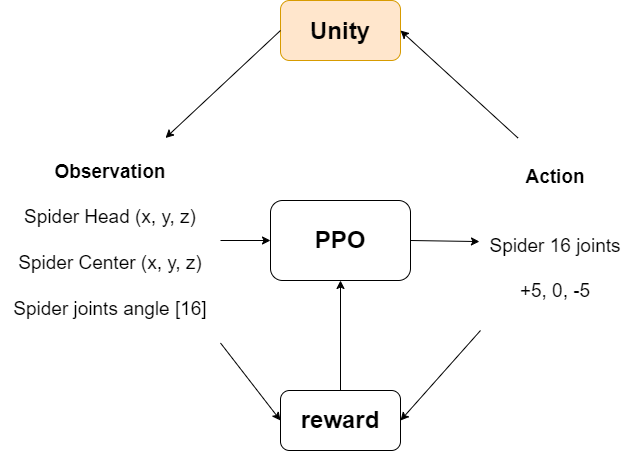 Unity
Observation
Spider Head (x, y, z)
Spider Center (x, y, z)
Spider joints angle [16]
PPO
Action
Spider 16 joints
+5, 0, -5
reward